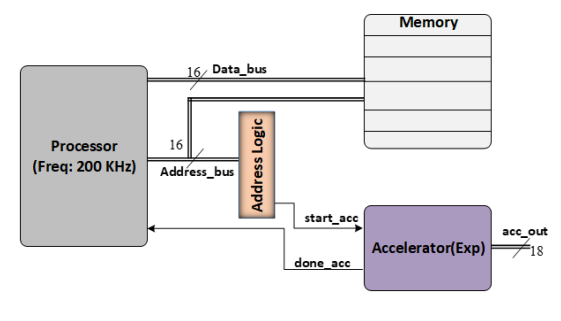 Memory
16
Data_bus
Processor
(Freq: 200 KHz)
16
Address_bus
Address Logic
start_acc
done_acc
Accelerator(Exp)
acc_out
18